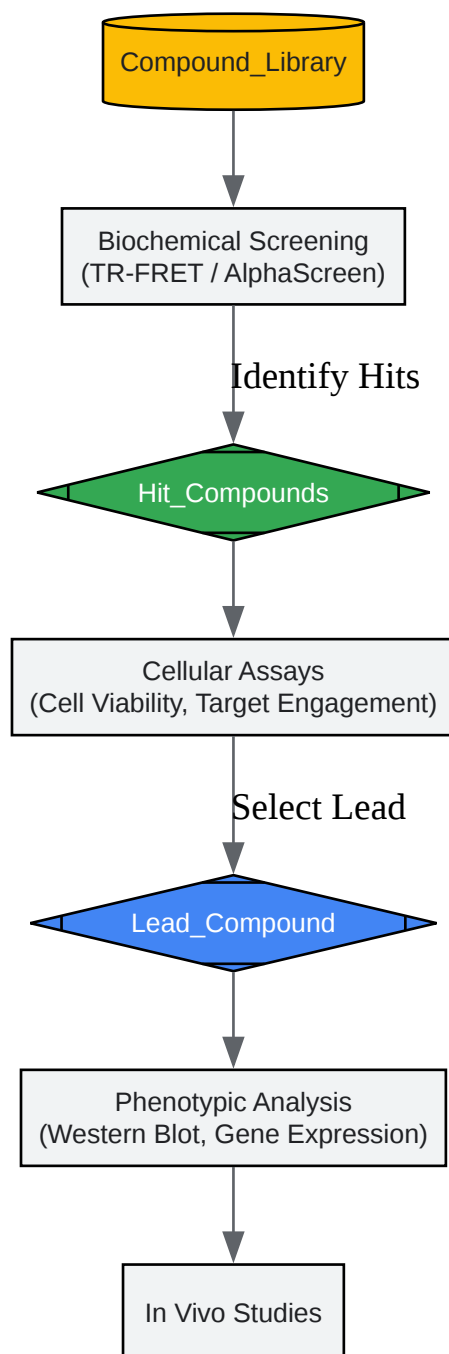 Compound_Library
Biochemical Screening
(TR-FRET / AlphaScreen)
Identify Hits
Hit_Compounds
Cellular Assays
(Cell Viability, Target Engagement)
Select Lead
Lead_Compound
Phenotypic Analysis
(Western Blot, Gene Expression)
In Vivo Studies